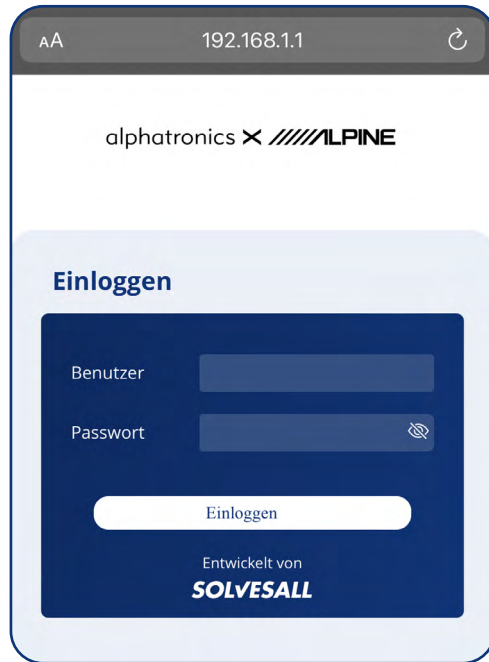 AA
192.168.1.1
alphatronics × ALPINE
Einloggen
Benutzer
Passwort
Einloggen
Entwickelt von
SOLVESALL